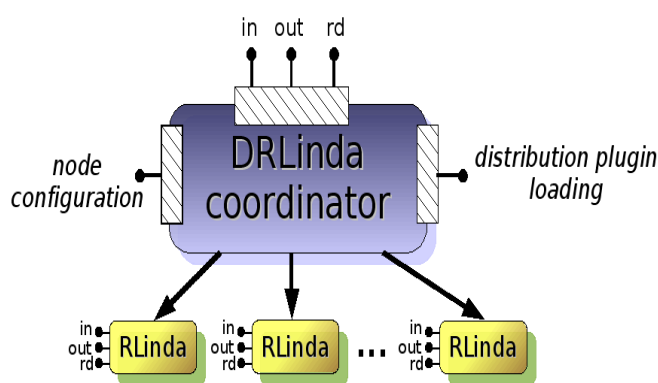 in out rd
DRLinda
coordinator
node
configuration
distribution plugin
loading
in
out
rd
RLinda
in
out
rd
RLinda
...
in
out
rd
RLinda